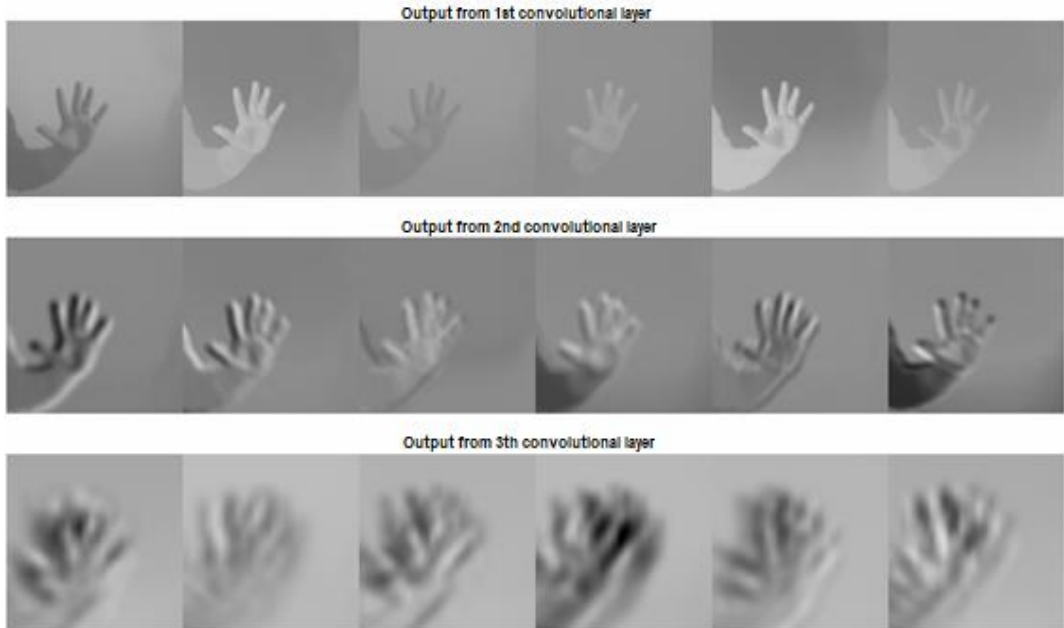 Output from 1st convolutional layer
Output from 2nd convolutional layer
Output from 3th convolutional layer